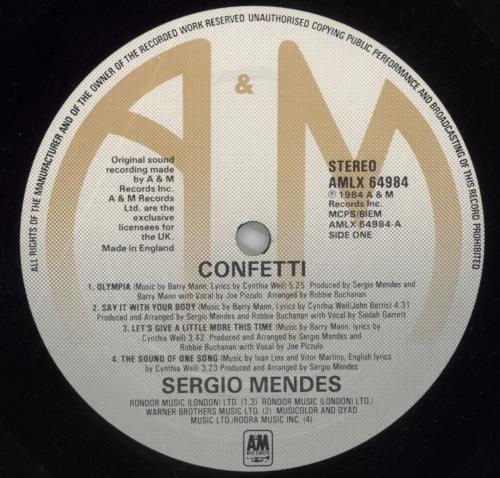 ALL RIGHTS OF THE MANUFACTURER AND OF THE OWNER OF THE RECORDED WORK RESERVED. UNAUTHORISED COPYING PUBLIC PERFORMANCE AND BROADCASTING OF THIS RECORD PROHIBITED
A & M
Original sound
recording made
by A & M
Records Inc.
A & M Records
Ltd. are the
exclusive
licensees for
the UK.
Made in England
STEREO
AMLX 64984
℗ 1984 A & M
Records Inc.
MCPS/BIEM
AMLX 64984-A
SIDE ONE
CONFETTI
1. OLYMPIA (Music by Barry Mann, Lyrics by Cynthia Weil) 5.25 Produced by Sergio Mendes and
Barry Mann with Vocal by Joe Pizzulo Arranged by Robbie Buchanan
2. SAY IT WITH YOUR BODY (Music by Barry Mann, Lyrics by Cynthia Weil/John Bettis) 4.31
Produced and Arranged by Sergio Mendes and Robbie Buchanan with Vocal by Siedah Garrett
3. LET'S GIVE A LITTLE MORE THIS TIME (Music by Barry Mann, lyrics by
Cynthia Weil) 3.42 Produced and Arranged by Sergio Mendes and
Robbie Buchanan with Vocal by Joe Pizzulo
4. THE SOUND OF ONE SONG (Music by Ivan Lins and Vitor Martins, English lyrics
by Cynthia Weil) 3.23 Produced and Arranged by Sergio Mendes
SERGIO MENDES
RONDOR MUSIC (LONDON) LTD. (1,3) RONDOR MUSIC (LONDON) LTD./
WARNER BROTHERS MUSIC LTD. (2) MUSICOLOR AND DYAD
MUSIC LTD./ROORA MUSIC INC. (4)
AM
RECORDS